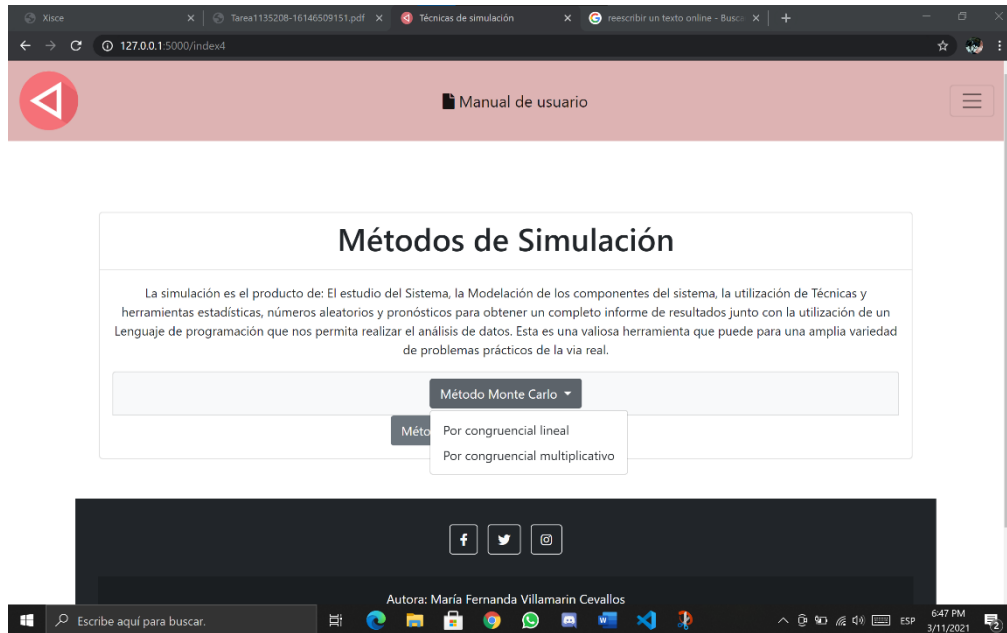 Xisce
Tarea1135208-16146509151.pdf
Técnicas de simulación
reescribir un texto online - Busc
127.0.0.1:5000/index4
Manual de usuario
Métodos de Simulación
La simulación es el producto de: El estudio del Sistema, la Modelación de los componentes del sistema, la utilización de Técnicas y
herramientas estadísticas, números aleatorios y pronósticos para obtener un completo informe de resultados junto con la utilización de un
Lenguaje de programación que nos permita realizar el análisis de datos. Esta es una valiosa herramienta que puede para una amplia variedad
de problemas prácticos de la via real.
Método Monte Carlo
Méto
Por congruencial lineal
Por congruencial multiplicativo
Autora: María Fernanda Villamarin Cevallos
Escribe aquí para buscar.
ESP
6:47 PM
3/11/2021
2